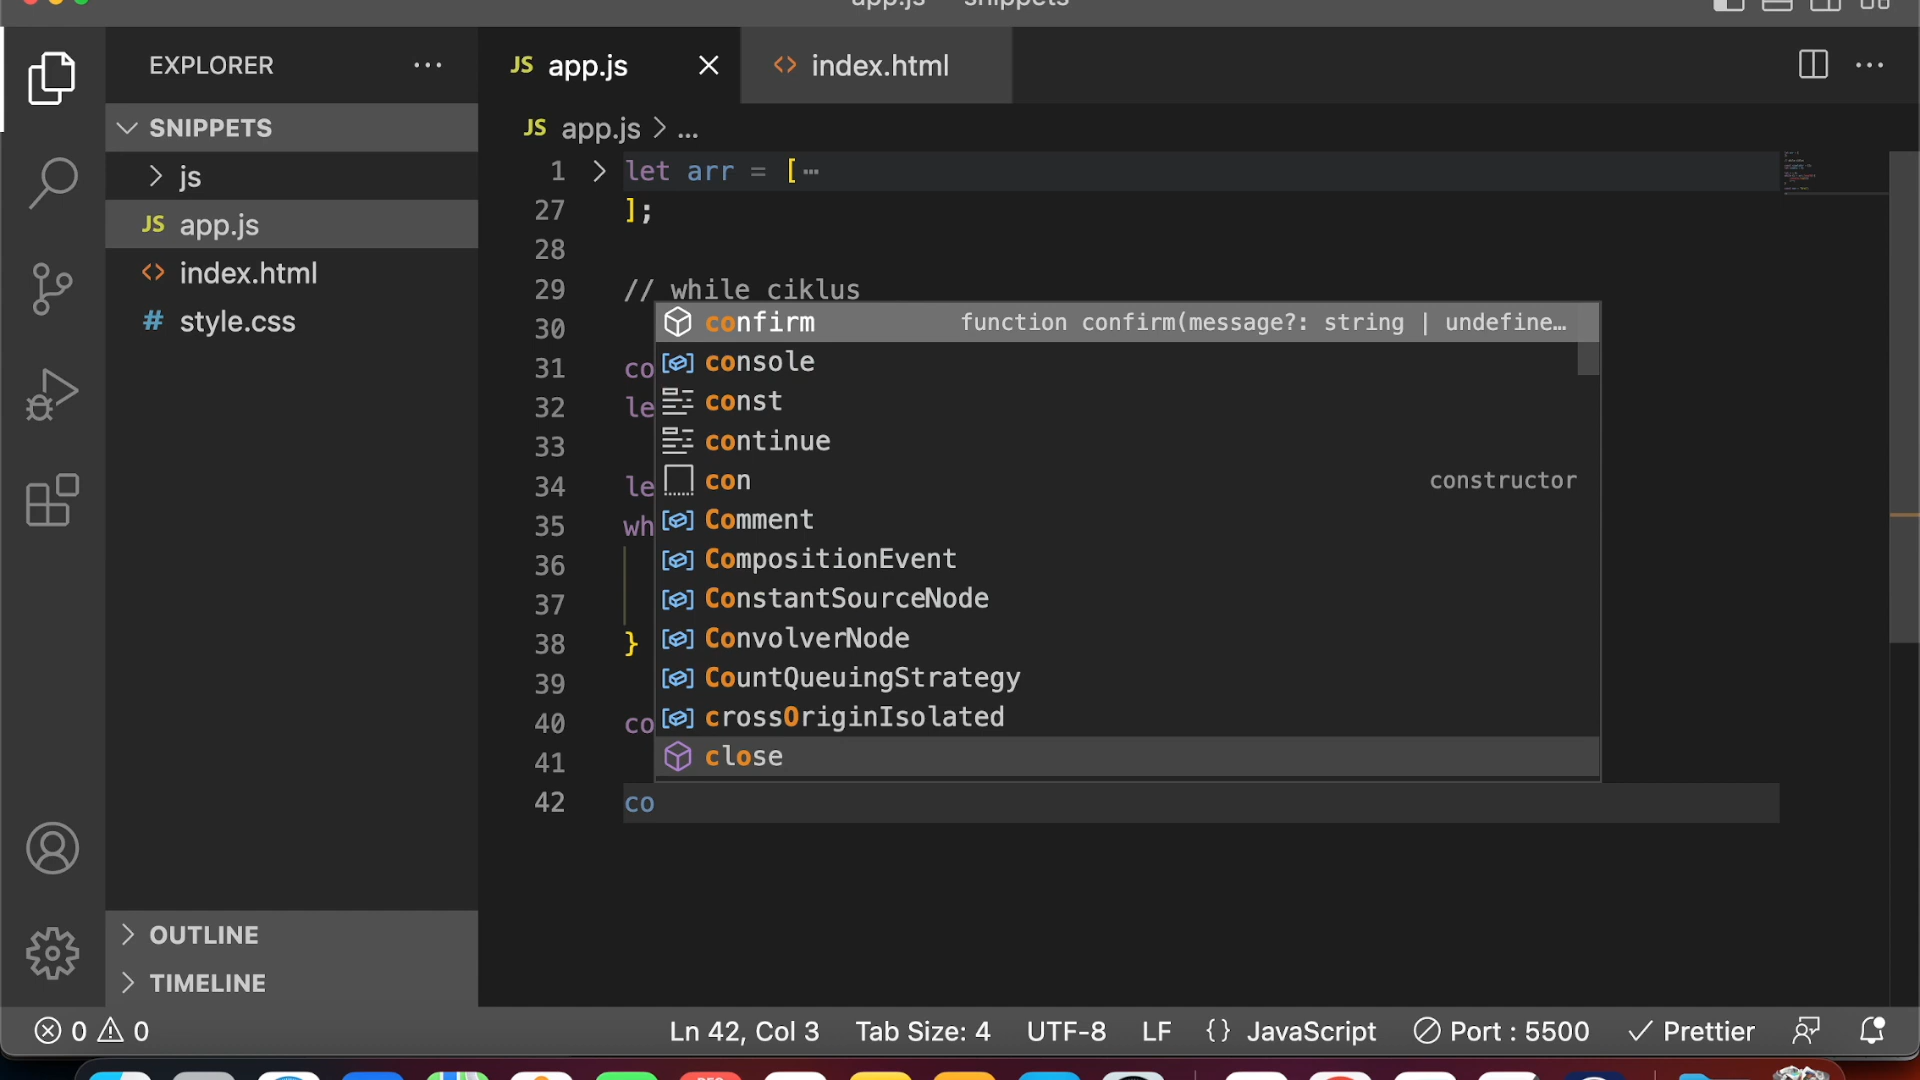 EXPLORER
SNIPPETS
js
JS app.js
<> index.html
# style.css
OUTLINE
TIMELINE
JS app.js
<> index.html
JS app.js > ...
1 let arr = [
27 ];
28
29 // while ciklus
30
31 co
32 le
33
34 le
35 wh
36
37
38 }
39
40 co
41
42 co
confirm function confirm(message?: string | undefine…
console
const
continue
con constructor
Comment
CompositionEvent
ConstantSourceNode
ConvolverNode
CountQueuingStrategy
crossOriginIsolated
close
0 0 Ln 42, Col 3 Tab Size: 4 UTF-8 LF {} JavaScript Port : 5500 Prettier